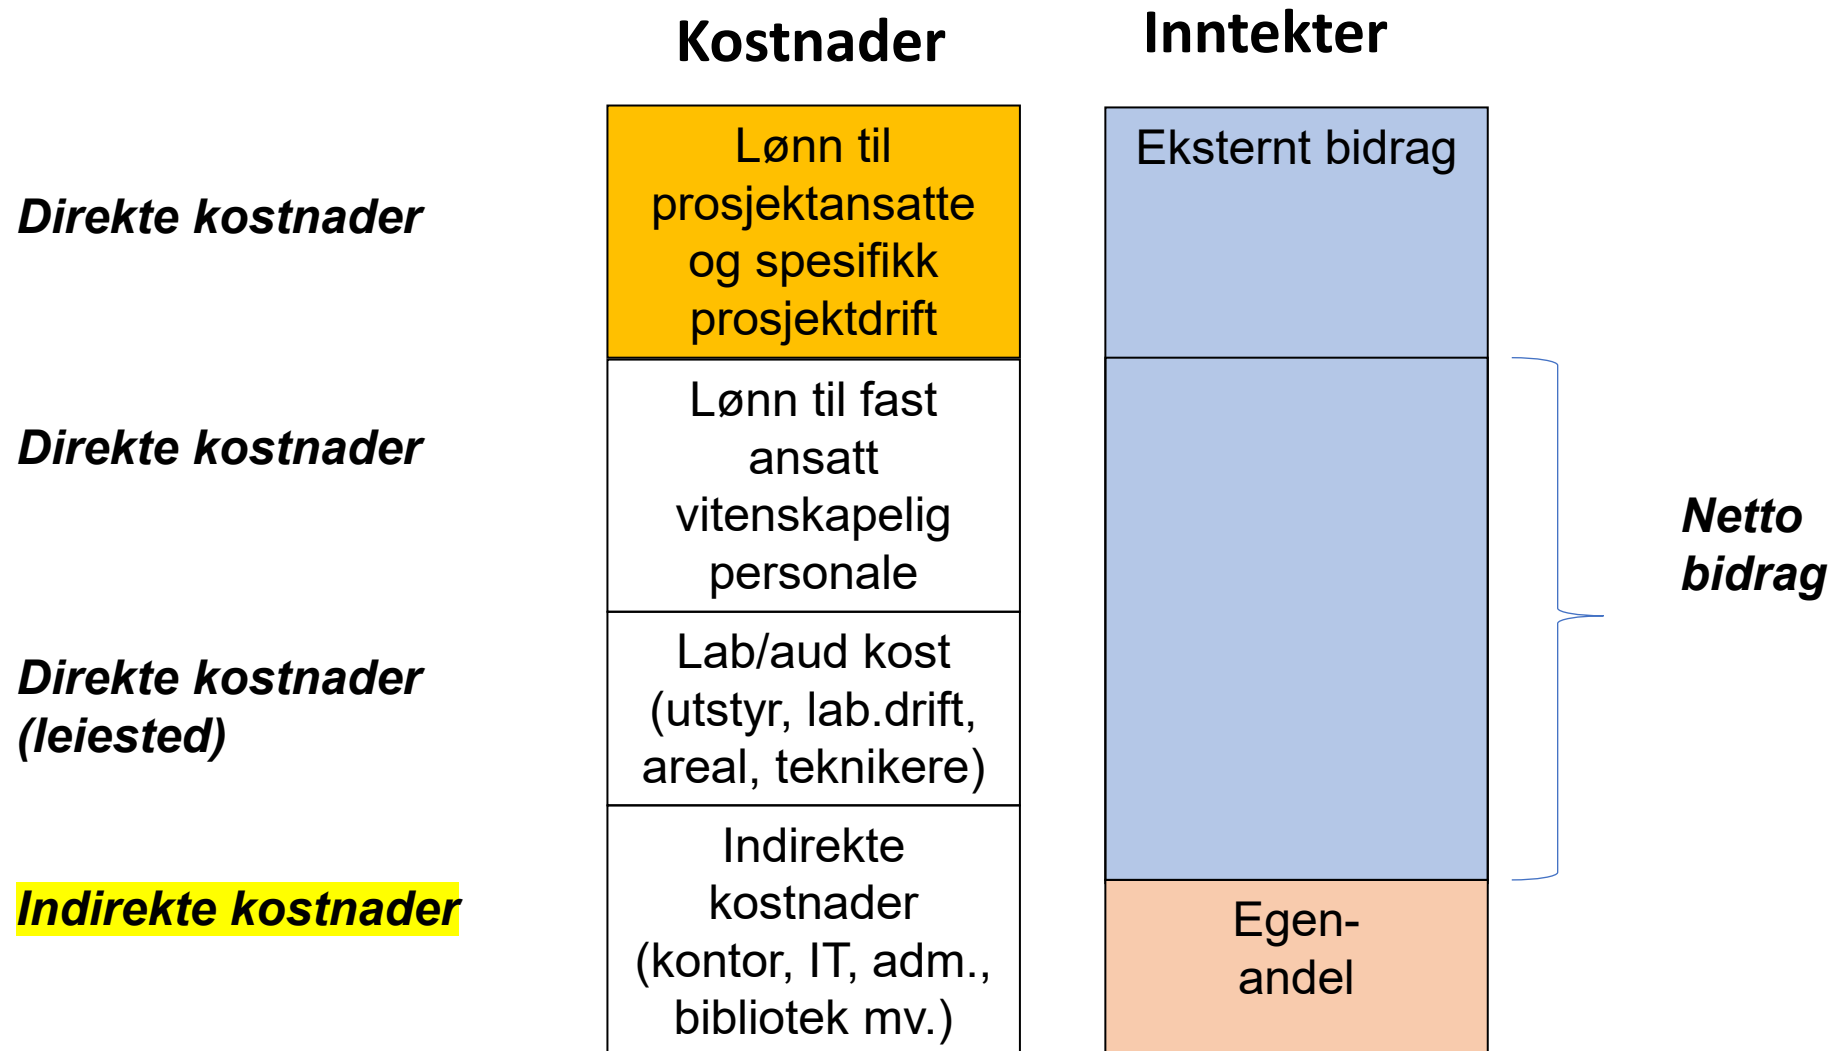 Kostnader
Inntekter
Direkte kostnader
Lønn til
prosjektansatte
og spesifikk
prosjektdrift
Eksternt bidrag
Direkte kostnader
Lønn til fast
ansatt
vitenskapelig
personale
Netto
bidrag
Direkte kostnader
(leiested)
Lab/aud kost
(utstyr, lab.drift,
areal, teknikere)
Indirekte kostnader
Indirekte
kostnader
(kontor, IT, adm.,
bibliotek mv.)
Egen-
andel